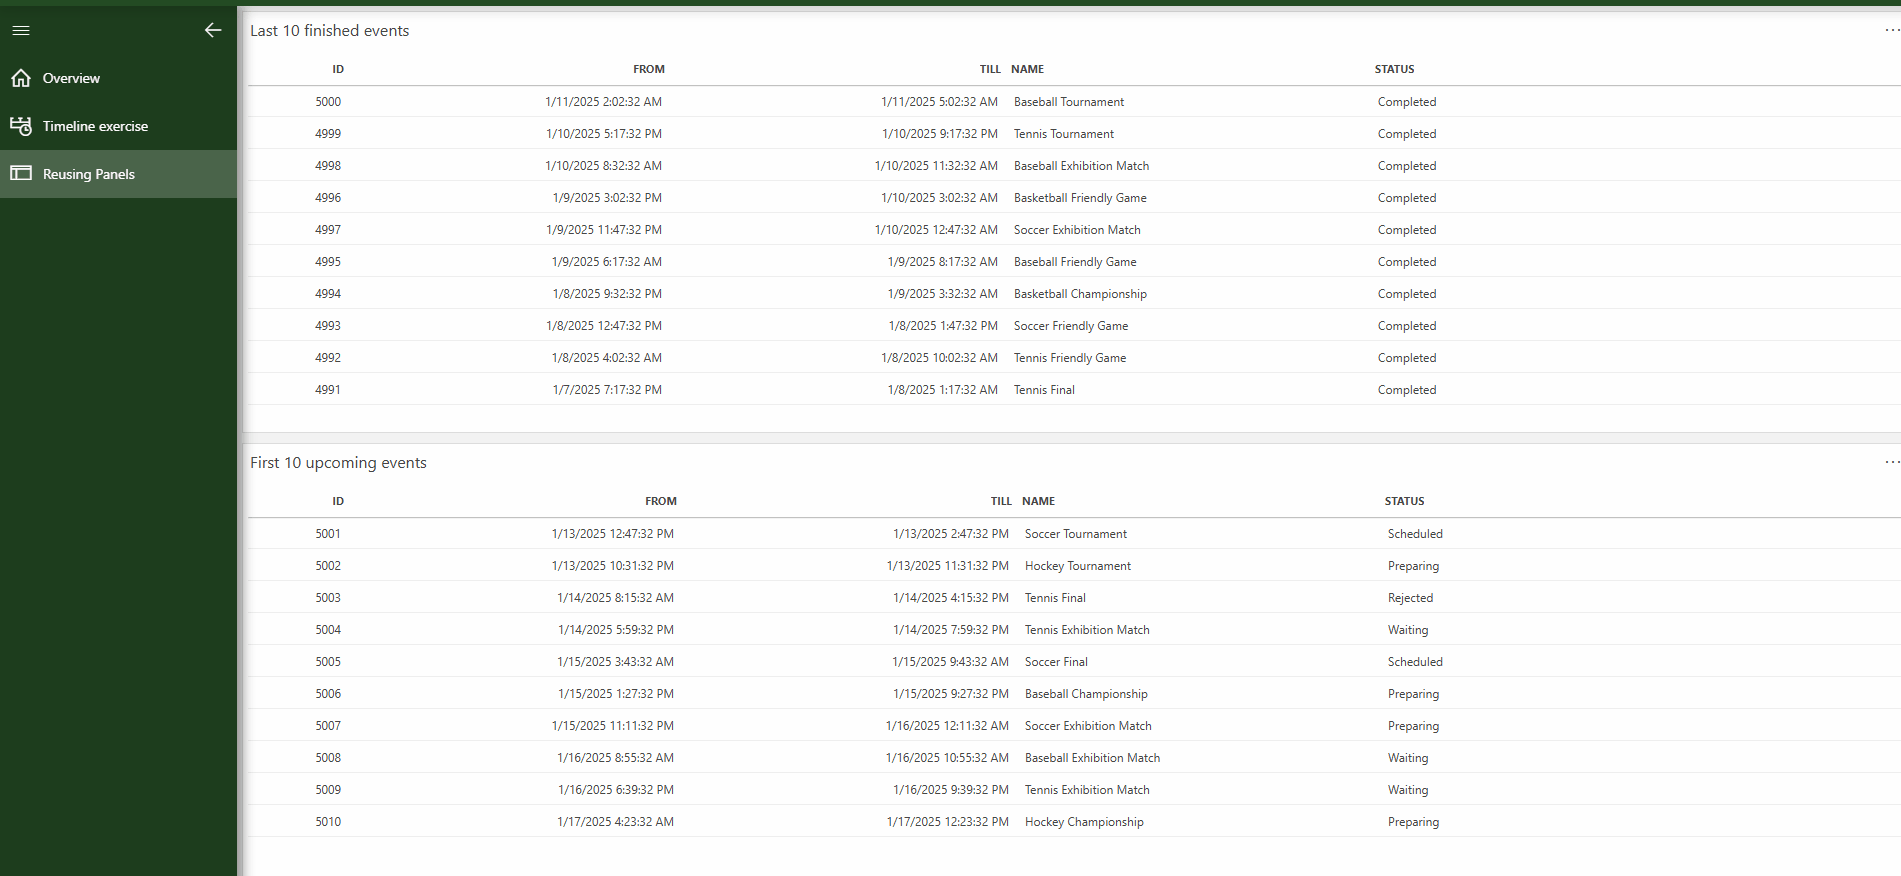 Overview
Timeline exercise
Reusing Panels
Last 10 finished events
ID FROM TILL NAME STATUS
5000 1/11/2025 2:02:32 AM 1/11/2025 5:02:32 AM Baseball Tournament Completed
4999 1/10/2025 5:17:32 PM 1/10/2025 9:17:32 PM Tennis Tournament Completed
4998 1/10/2025 8:32:32 AM 1/10/2025 11:32:32 AM Baseball Exhibition Match Completed
4996 1/9/2025 3:02:32 PM 1/10/2025 3:02:32 AM Basketball Friendly Game Completed
4997 1/9/2025 11:47:32 PM 1/10/2025 12:47:32 AM Soccer Exhibition Match Completed
4995 1/9/2025 6:17:32 AM 1/9/2025 8:17:32 AM Baseball Friendly Game Completed
4994 1/8/2025 9:32:32 PM 1/9/2025 3:32:32 AM Basketball Championship Completed
4993 1/8/2025 12:47:32 PM 1/8/2025 1:47:32 PM Soccer Friendly Game Completed
4992 1/8/2025 4:02:32 AM 1/8/2025 10:02:32 AM Tennis Friendly Game Completed
4991 1/7/2025 7:17:32 PM 1/8/2025 1:17:32 AM Tennis Final Completed
First 10 upcoming events
ID FROM TILL NAME STATUS
5001 1/13/2025 12:47:32 PM 1/13/2025 2:47:32 PM Soccer Tournament Scheduled
5002 1/13/2025 10:31:32 PM 1/13/2025 11:31:32 PM Hockey Tournament Preparing
5003 1/14/2025 8:15:32 AM 1/14/2025 4:15:32 PM Tennis Final Rejected
5004 1/14/2025 5:59:32 PM 1/14/2025 7:59:32 PM Tennis Exhibition Match Waiting
5005 1/15/2025 3:43:32 AM 1/15/2025 9:43:32 AM Soccer Final Scheduled
5006 1/15/2025 1:27:32 PM 1/15/2025 9:27:32 PM Baseball Championship Preparing
5007 1/15/2025 11:11:32 PM 1/16/2025 12:11:32 AM Soccer Exhibition Match Preparing
5008 1/16/2025 8:55:32 AM 1/16/2025 10:55:32 AM Baseball Exhibition Match Waiting
5009 1/16/2025 6:39:32 PM 1/16/2025 9:39:32 PM Tennis Exhibition Match Waiting
5010 1/17/2025 4:23:32 AM 1/17/2025 12:23:32 PM Hockey Championship Preparing